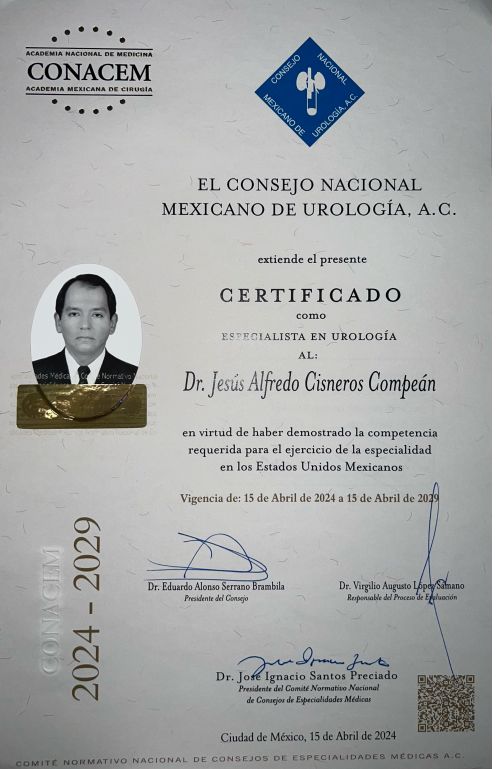 ACADEMIA NACIONAL DE MEDICINA
CONACEM
ACADEMIA MEXICANA DE CIRUGÍA
CONSEJO NACIONAL
MEXICANO DE UROLOGÍA, A.C.
EL CONSEJO NACIONAL
MEXICANO DE UROLOGÍA, A.C.
extiende el presente
CERTIFICADO
como
ESPECIALISTA EN UROLOGÍA
AL:
Dr. Jesús Alfredo Cisneros Compeán
en virtud de haber demostrado la competencia
requerida para el ejercicio de la especialidad
en los Estados Unidos Mexicanos
Vigencia de: 15 de Abril de 2024 a 15 de Abril de 2029
Dr. Eduardo Alonso Serrano Brambila
Presidente del Consejo
Dr. Virgilio Augusto López Sámano
Responsable del Proceso de Evaluación
Dr. José Ignacio Santos Preciado
Presidente del Comité Normativo Nacional
de Consejos de Especialidades Médicas
CONACEM
2024 - 2029
Ciudad de México, 15 de Abril de 2024
COMITÉ NORMATIVO NACIONAL DE CONSEJOS DE ESPECIALIDADES MÉDICAS A.C.